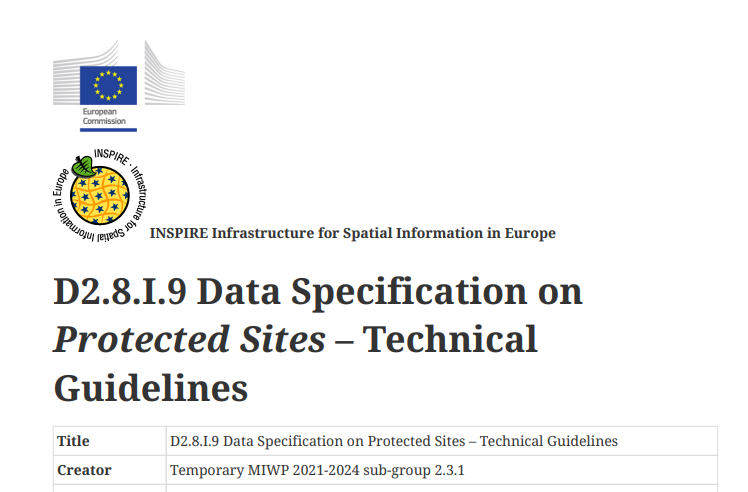 European
Commission
INSPIRE · Infrastructure for Spatial Information in Europe
INSPIRE Infrastructure for Spatial Information in Europe
D2.8.I.9 Data Specification on
Protected Sites – Technical
Guidelines
Title D2.8.I.9 Data Specification on Protected Sites – Technical Guidelines
Creator Temporary MIWP 2021-2024 sub-group 2.3.1